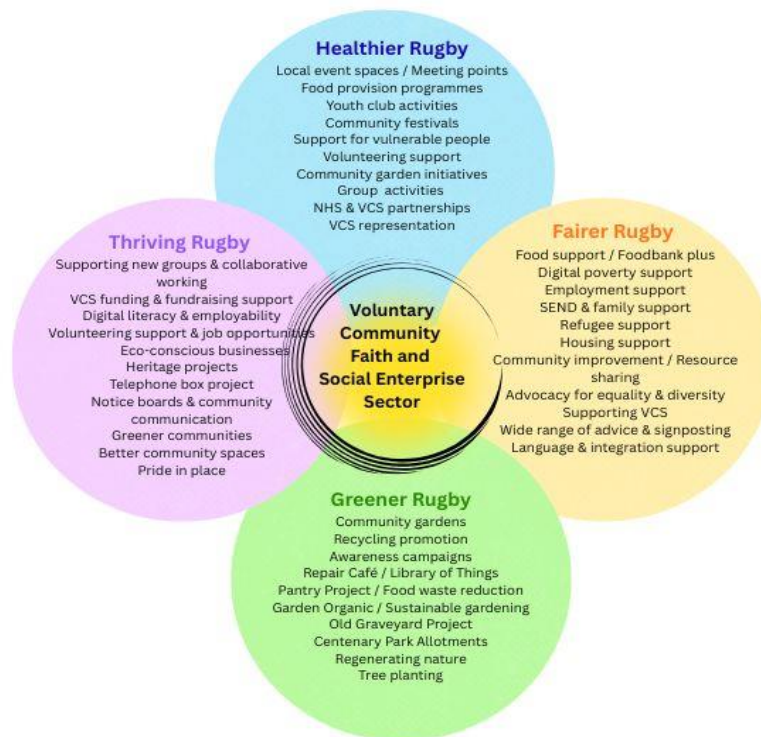 Healthier Rugby
Local event spaces / Meeting points
Food provision programmes
Youth club activities
Community festivals
Support for vulnerable people
Volunteering support
Community garden initiatives
Group activities
NHS & VCS partnerships
VCS representation
Thriving Rugby
Supporting new groups & collaborative
working
VCS funding & fundraising support
Digital literacy & employability
Volunteering support & job opportunities
Eco-conscious businesses
Heritage projects
Telephone box project
Notice boards & community
communication
Greener communities
Better community spaces
Pride in place
Voluntary
Community
Faith and
Social Enterprise
Sector
Fairer Rugby
Food support / Foodbank plus
Digital poverty support
Employment support
SEND & family support
Refugee support
Housing support
Community improvement / Resource
sharing
Advocacy for equality & diversity
Supporting VCS
Wide range of advice & signposting
Language & integration support
Greener Rugby
Community gardens
Recycling promotion
Awareness campaigns
Repair Café / Library of Things
Pantry Project / Food waste reduction
Garden Organic / Sustainable gardening
Old Graveyard Project
Centenary Park Allotments
Regenerating nature
Tree planting